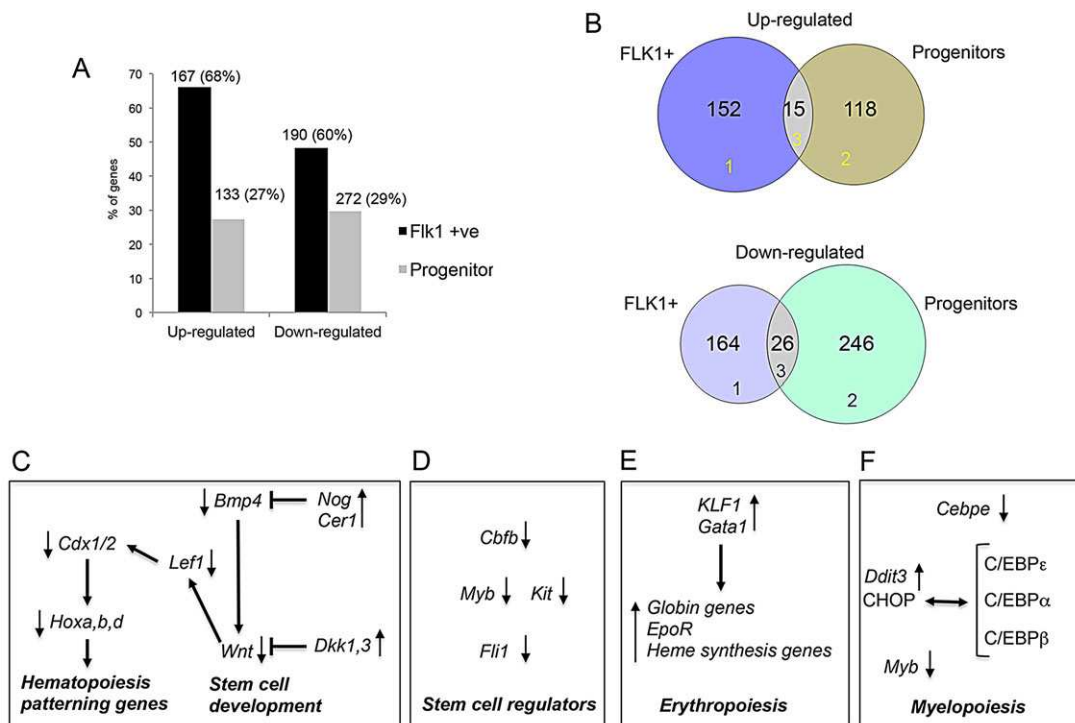 A
% of genes
70
60
50
40
30
20
10
0
167 (68%)
133 (27%)
190 (60%)
272 (29%)
Up-regulated
Down-regulated
Flk1 +ve
Progenitor
B
Up-regulated
FLK1+
Progenitors
152
15
118
1
3
2
Down-regulated
FLK1+
Progenitors
164
26
246
1
3
2
C
Bmp4
Nog
Cer1
Cdx1/2
Lef1
Hoxa,b,d
Wnt
Dkk1,3
Hematopoiesis
patterning genes
Stem cell
development
D
Cbfb
Myb
Kit
Fli1
Stem cell regulators
E
KLF1
Gata1
Globin genes
EpoR
Heme synthesis genes
Erythropoiesis
F
Cebpe
Ddit3
CHOP
C/EBPε
C/EBPα
C/EBPβ
Myb
Myelopoiesis